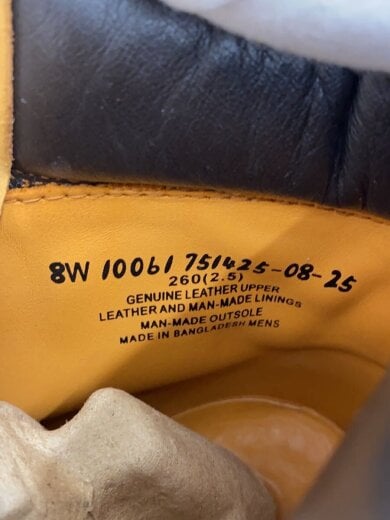 8W 10061 751425-08-25
260(2.5)
GENUINE LEATHER UPPER
LEATHER AND MAN-MADE LININGS
MAN-MADE OUTSOLE
MADE IN BANGLADESH MENS